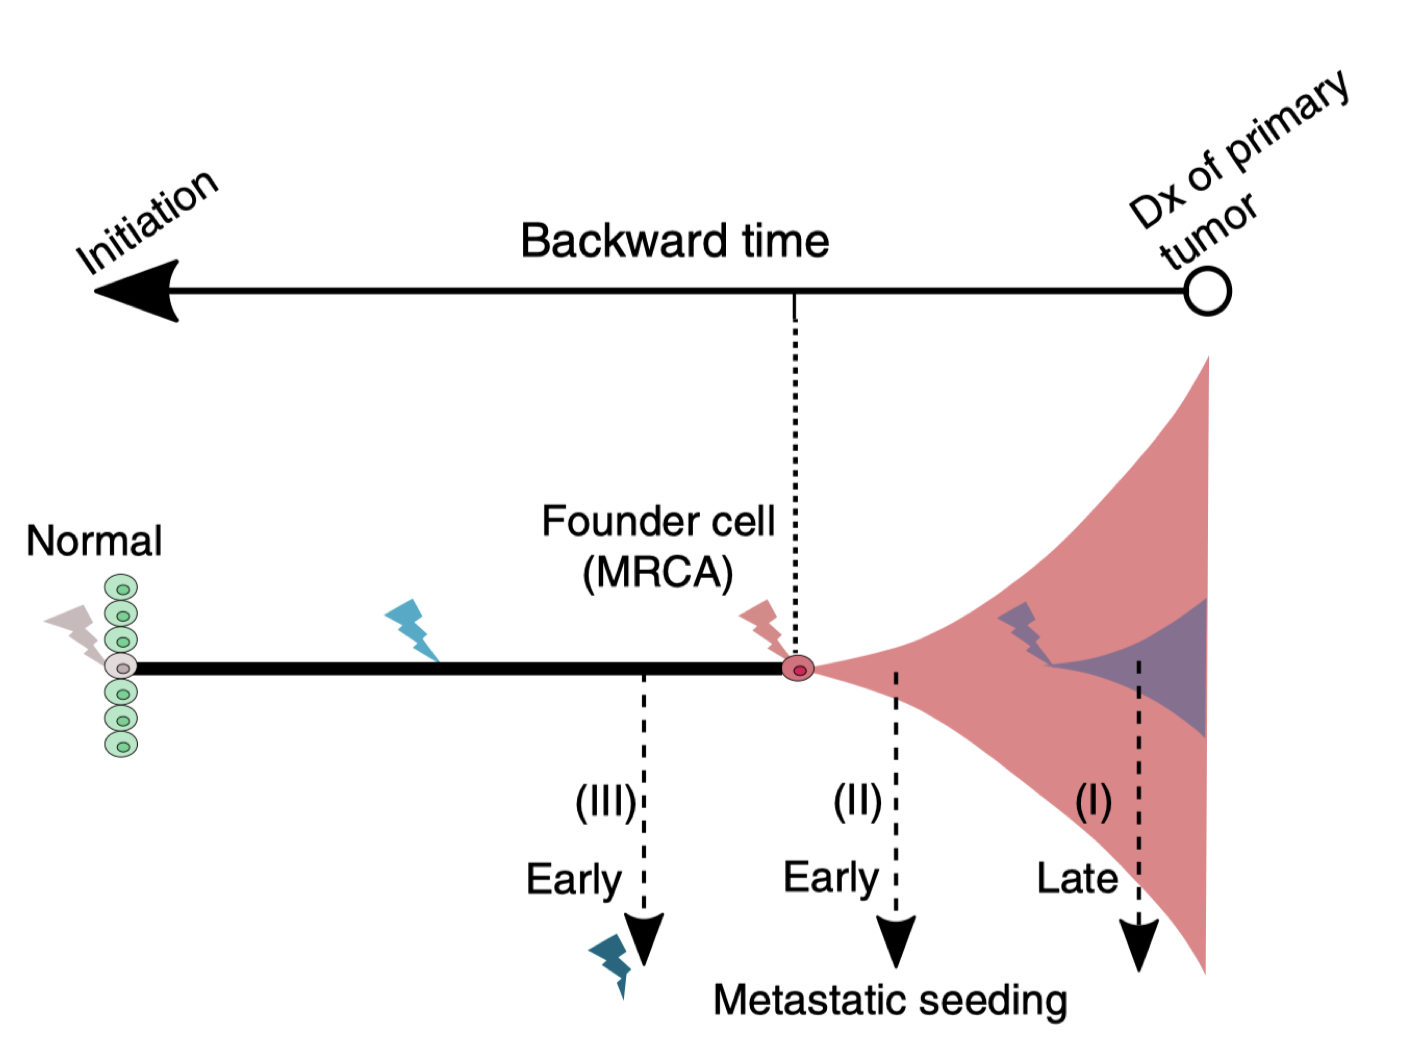 Initiation
Dx of primary
tumor
Backward time
Normal
Founder cell
(MRCA)
(III)
(II)
(I)
Early
Early
Late
Metastatic seeding